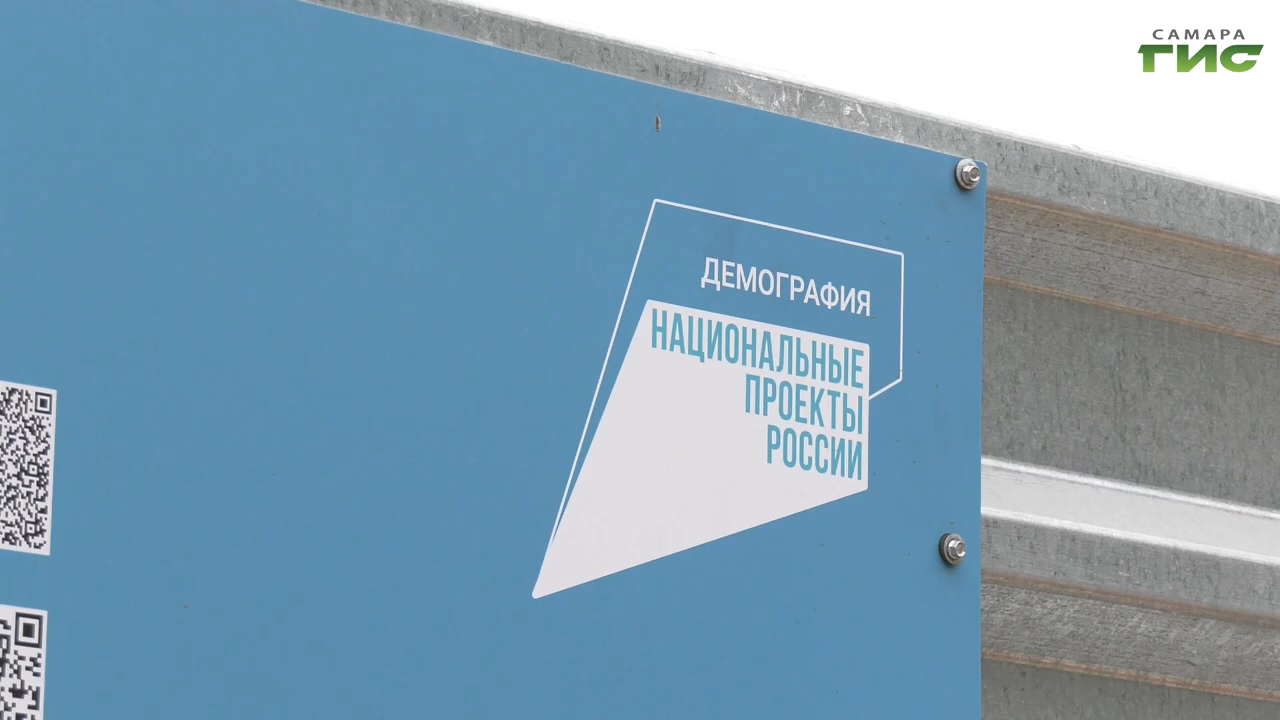 САМАРА
ГИС
ДЕМОГРАФИЯ
НАЦИОНАЛЬНЫЕ
ПРОЕКТЫ
РОССИИ